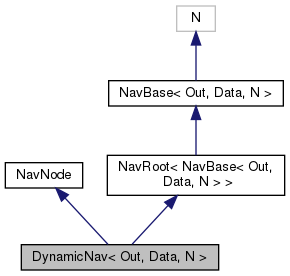 N
NavBase< Out, Data, N >
NavNode
NavRoot< NavBase< Out,
Data, N > >
DynamicNav< Out, Data, N >